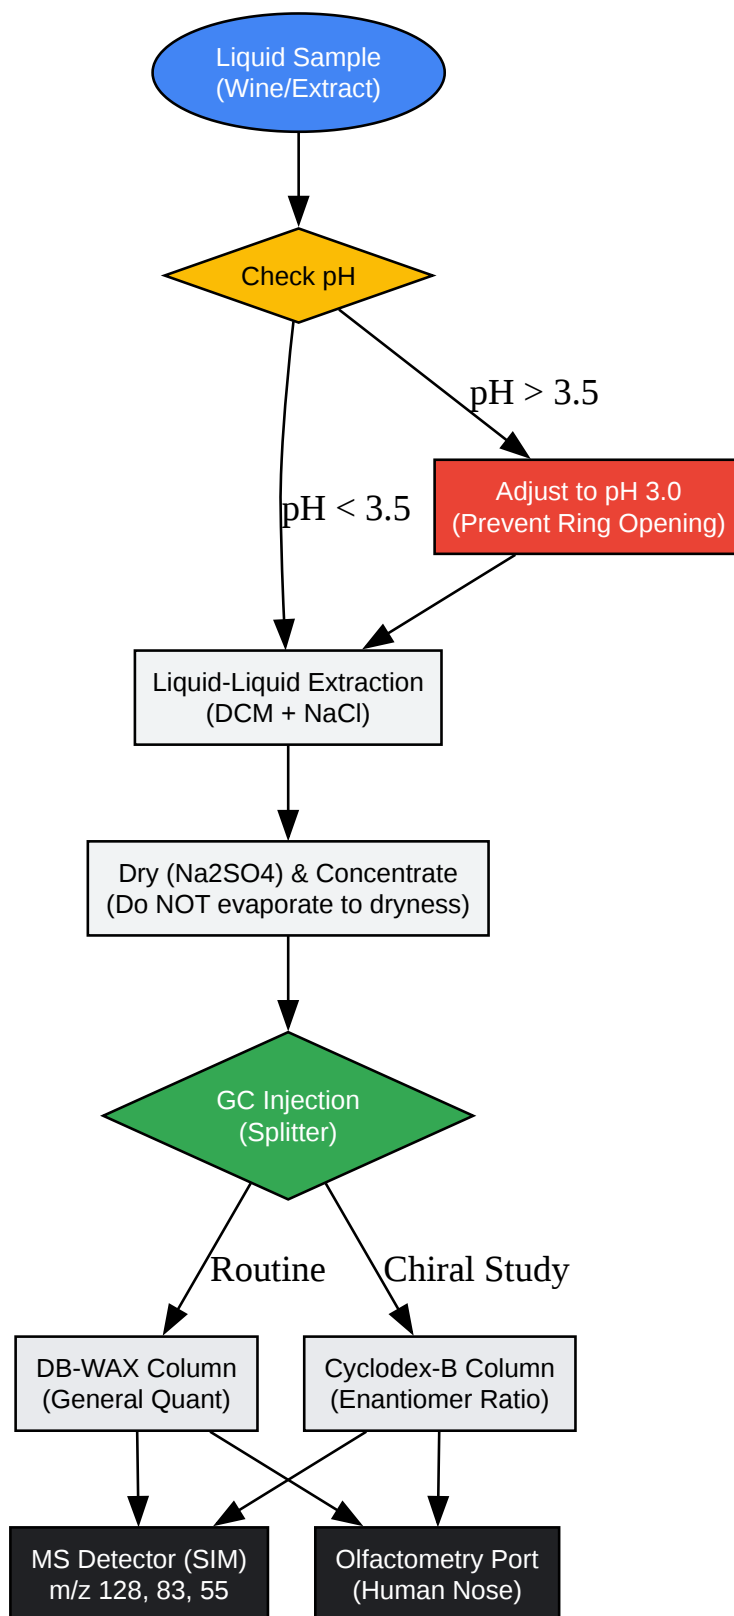 Liquid Sample
(Wine/Extract)
Check pH
pH > 3.5
Adjust to pH 3.0
(Prevent Ring Opening)
pH < 3.5
Liquid-Liquid Extraction
(DCM + NaCl)
Dry (Na2SO4) & Concentrate
(Do NOT evaporate to dryness)
GC Injection
(Splitter)
Routine
Chiral Study
DB-WAX Column
(General Quant)
Cyclodex-B Column
(Enantiomer Ratio)
MS Detector (SIM)
m/z 128, 83, 55
Olfactometry Port
(Human Nose)